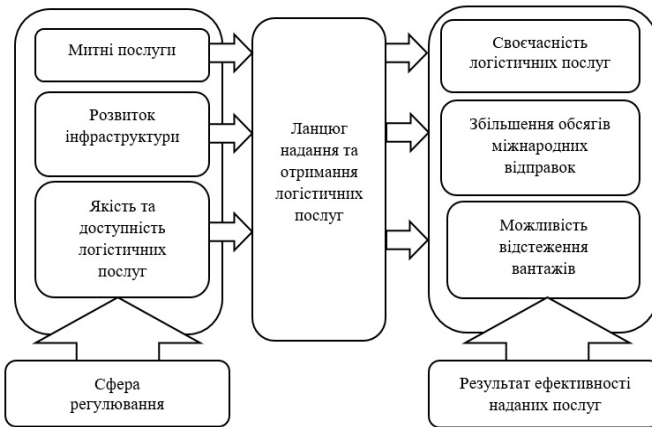 Митні послуги
Розвиток
інфраструктури
Якість та
доступність
логістичних
послуг
Сфера
регулювання
Ланцюг
надання та
отримання
логістичних
послуг
Своєчасність
логістичних послуг
Збільшення обсягів
міжнародних
відправок
Можливість
відстеження
вантажів
Результат ефективності
наданих послуг